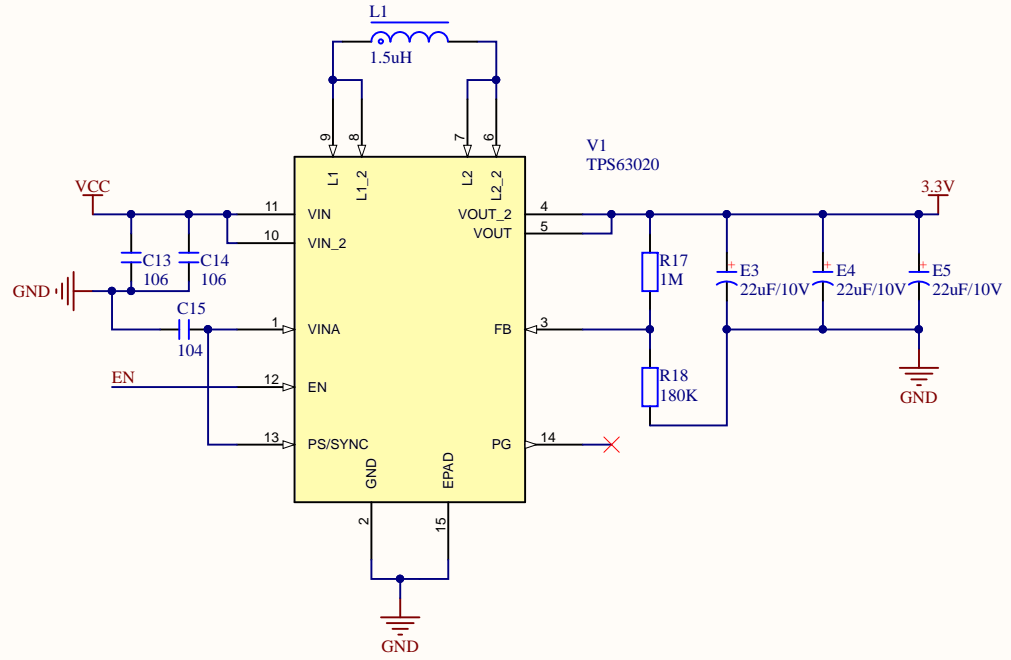 L1
1.5uH
9
8
7
6
V1
TPS63020
L1
L1_2
L2
L2_2
VCC
3.3V
11
VIN
VOUT_2
4
10
VIN_2
VOUT
5
C13
106
C14
106
R17
1M
E3
22uF/10V
E4
22uF/10V
E5
22uF/10V
GND
C15
104
1
VINA
FB
3
EN
12
EN
R18
180K
GND
13
PS/SYNC
PG
14
GND
EPAD
2
15
GND